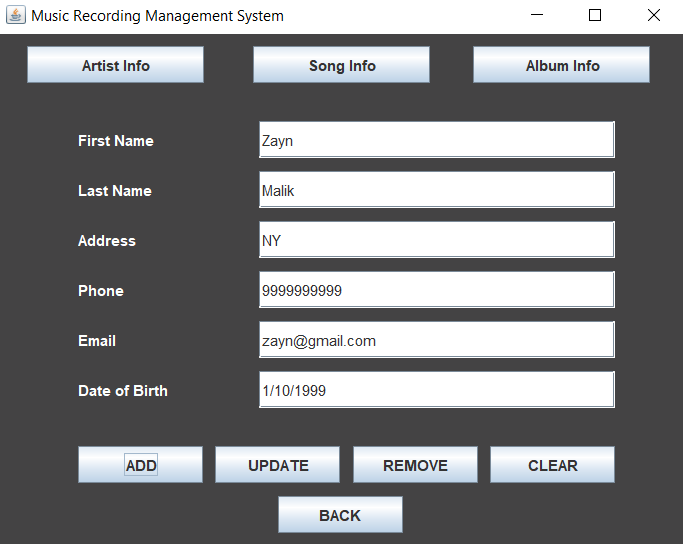 Music Recording Management System
Artist Info Song Info Album Info
First Name Zayn
Last Name Malik
Address NY
Phone 9999999999
Email zayn@gmail.com
Date of Birth 1/10/1999
ADD UPDATE REMOVE CLEAR
BACK